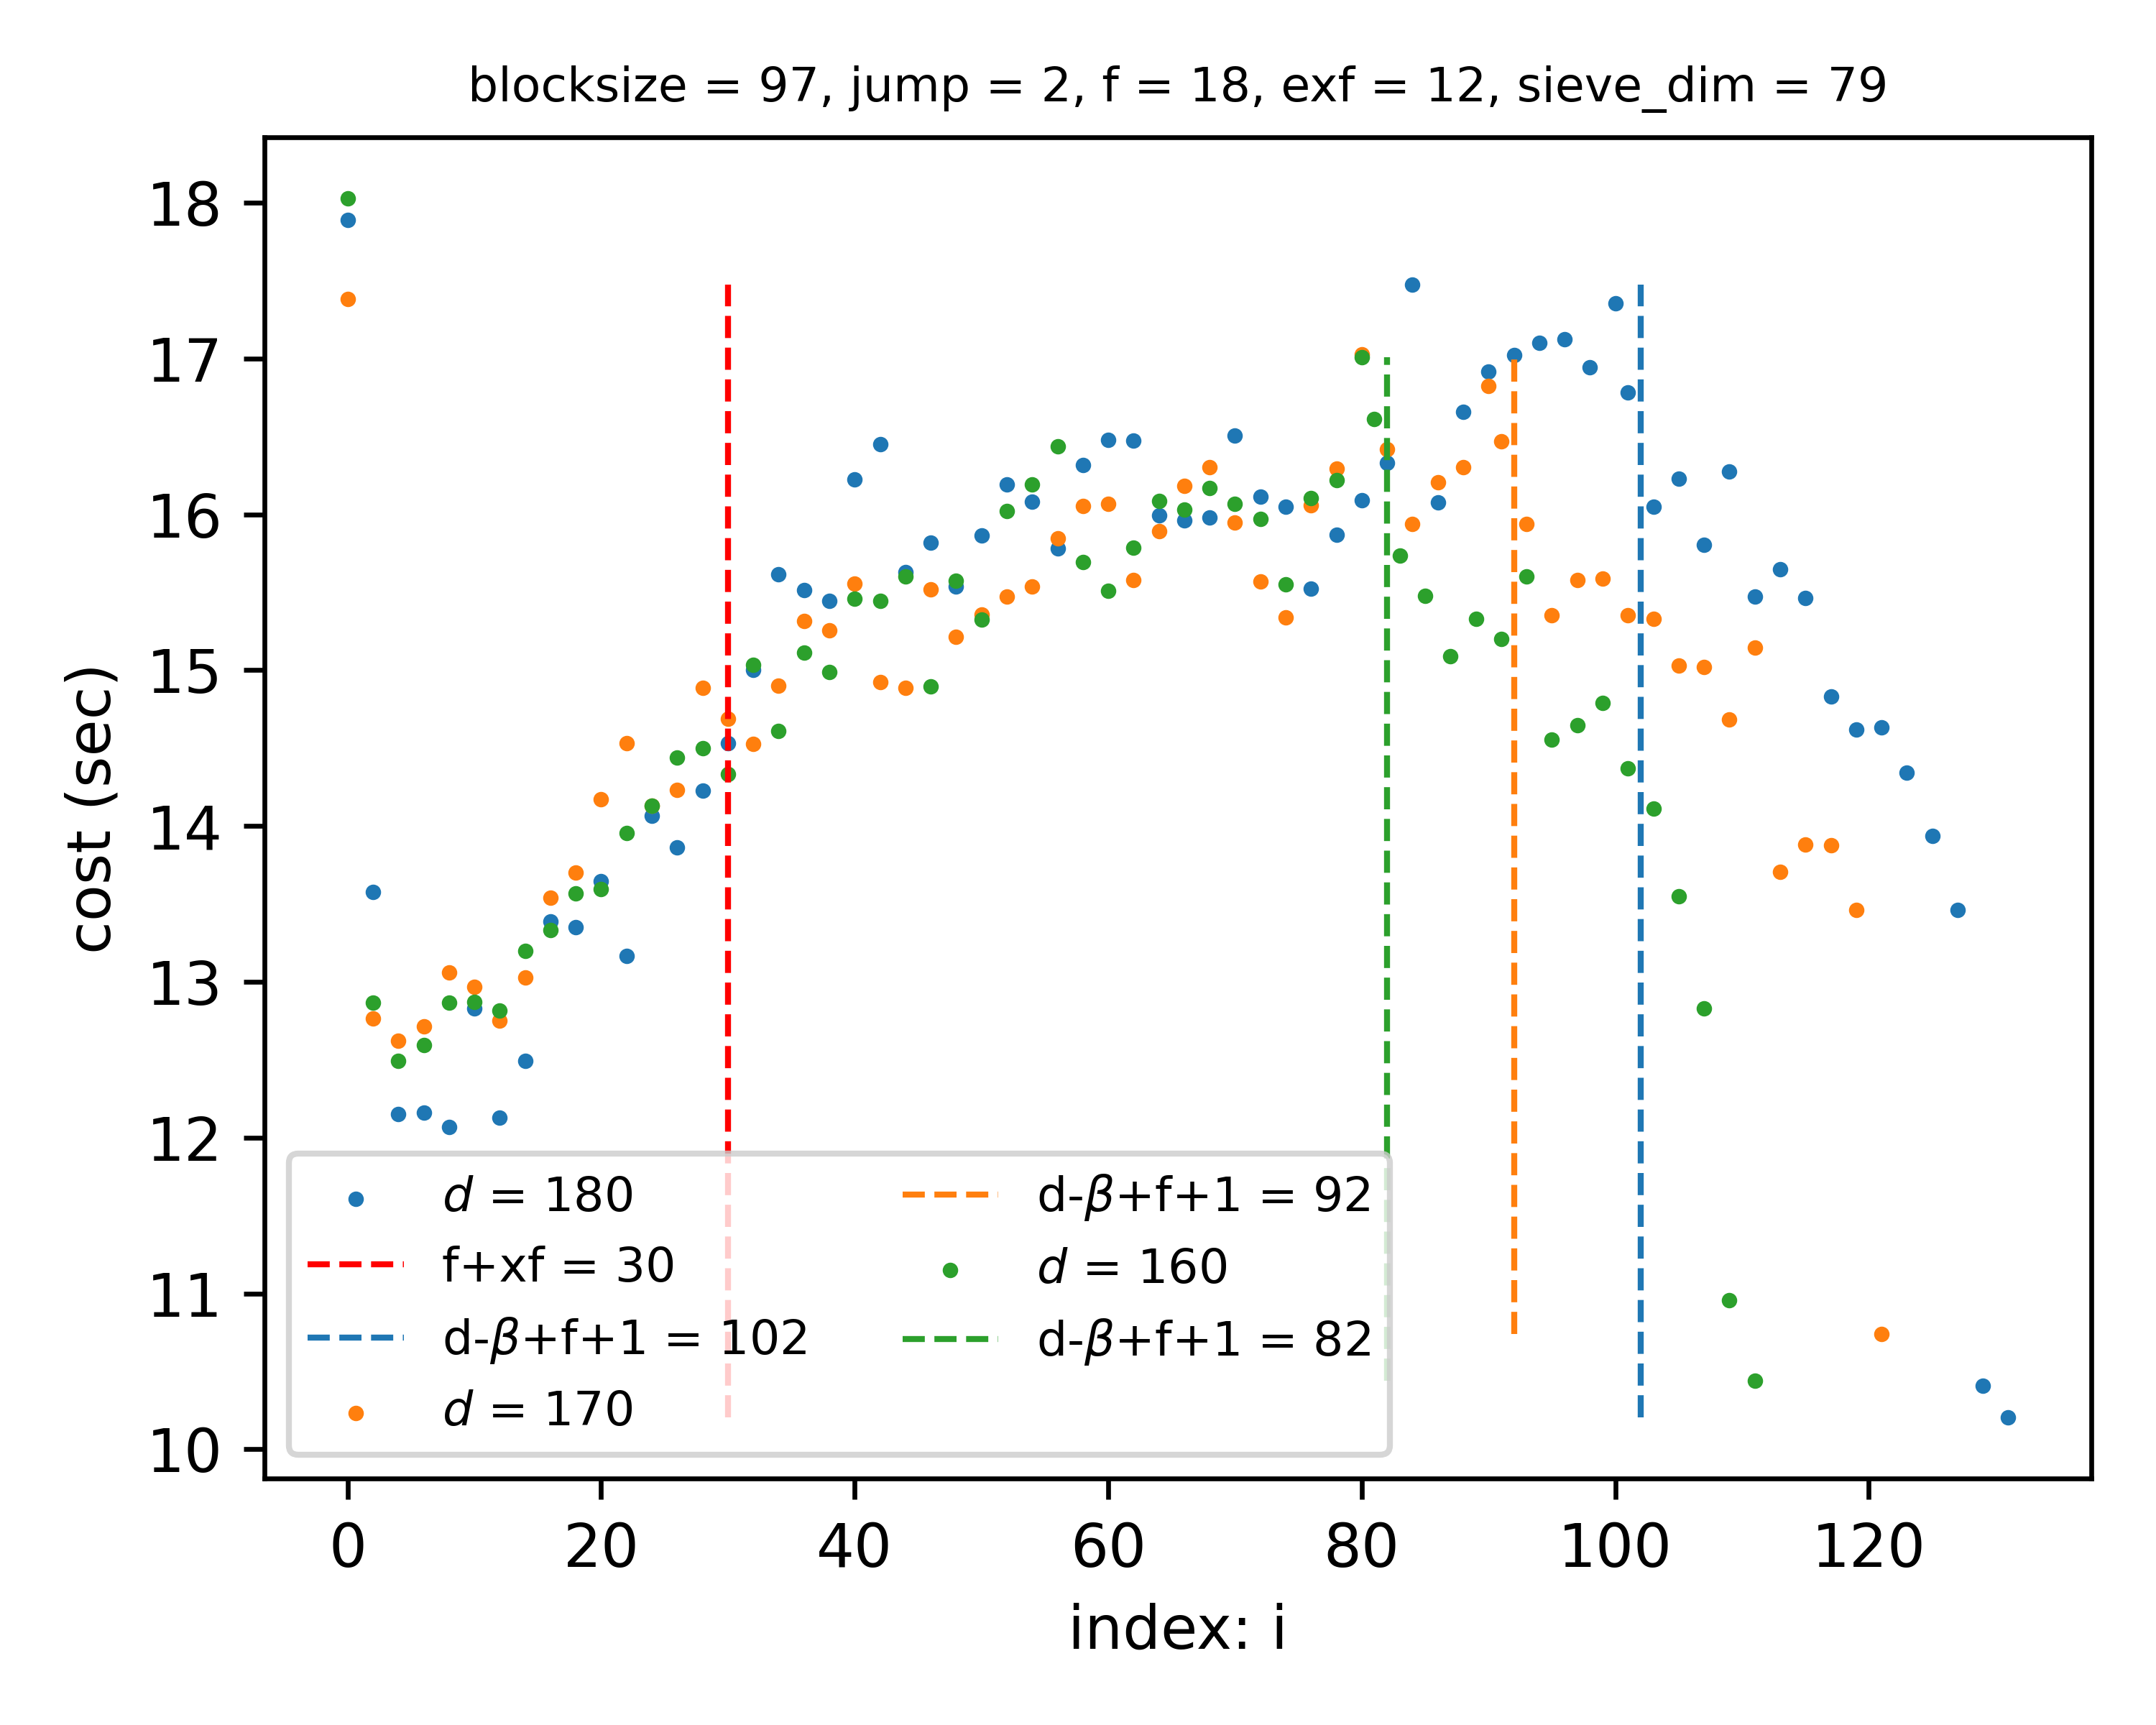 blocksize = 97, jump = 2, f = 18, exf = 12, sieve_dim = 79
18
17
16
15
14
13
12
11
10
cost (sec)
d = 180
f+xf = 30
d-β+f+1 = 102
d = 170
d-β+f+1 = 92
d = 160
d-β+f+1 = 82
0 20 40 60 80 100 120
index: i